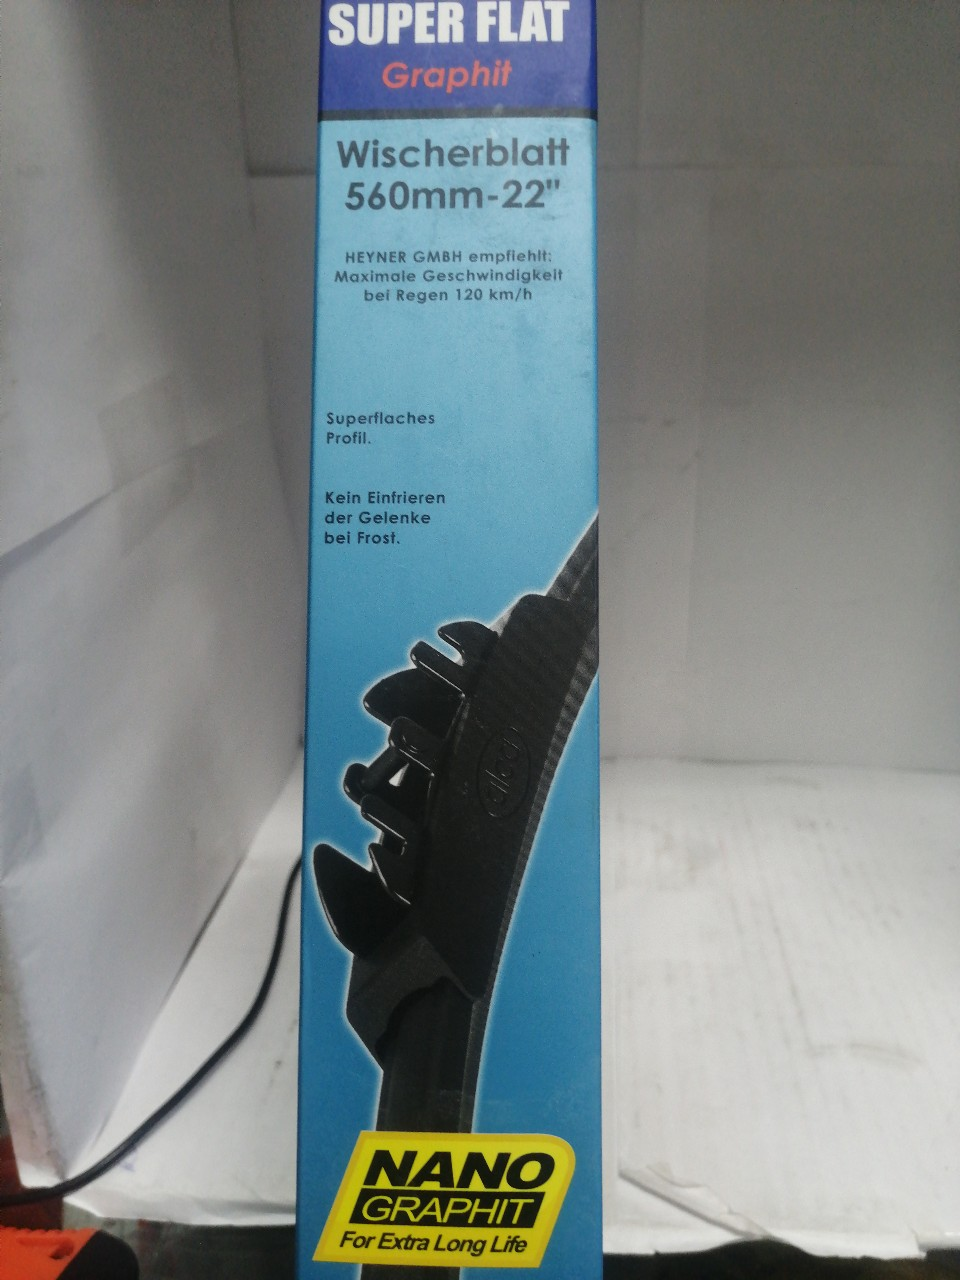 SUPER FLAT
Graphit
Wischerblatt
560mm-22"
HEYNER GMBH empfiehlt:
Maximale Geschwindigkeit
bei Regen 120 km/h
Superflaches
Profil.
Kein Einfrieren
der Gelenke
bei Frost.
alca
NANO
GRAPHIT
For Extra Long Life